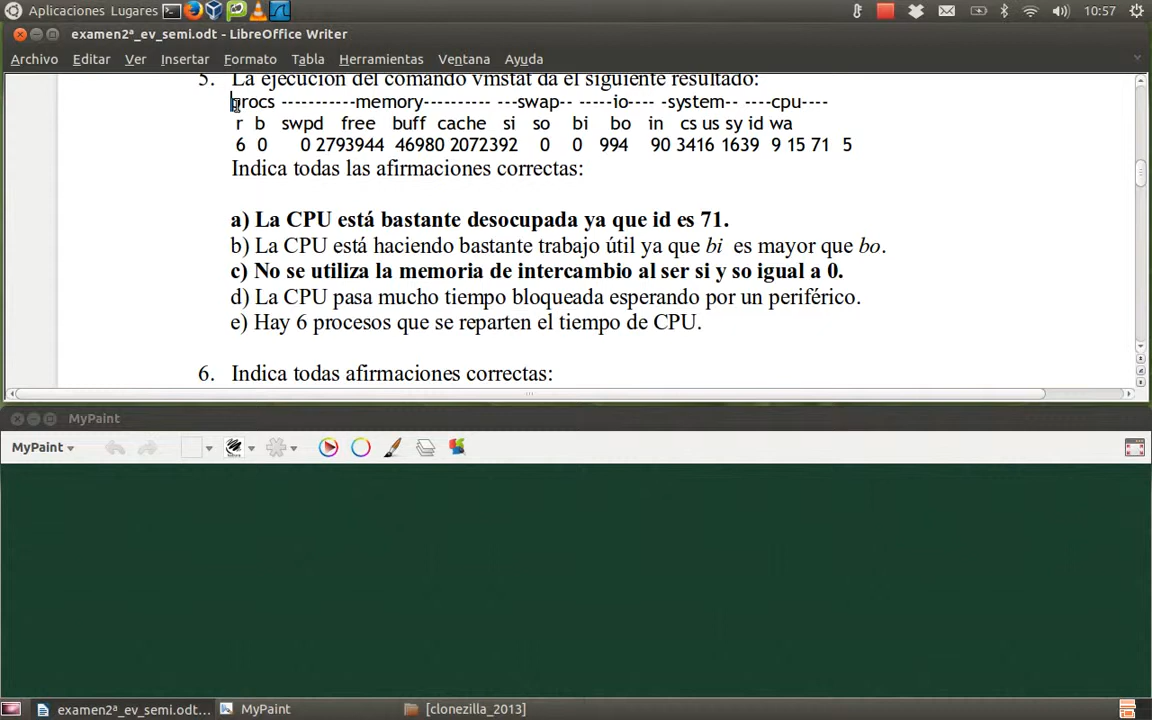 Aplicaciones Lugares 10:57
examen2ª_ev_semi.odt - LibreOffice Writer
Archivo Editar Ver Insertar Formato Tabla Herramientas Ventana Ayuda
5. La ejecución del comando vmstat da el siguiente resultado:
procs -----------memory---------- ---swap-- -----io---- -system-- ----cpu----
r b swpd free buff cache si so bi bo in cs us sy id wa
6 0 0 2793944 46980 2072392 0 0 994 90 3416 1639 9 15 71 5
Indica todas las afirmaciones correctas:
a) La CPU está bastante desocupada ya que id es 71.
b) La CPU está haciendo bastante trabajo útil ya que bi es mayor que bo.
c) No se utiliza la memoria de intercambio al ser si y so igual a 0.
d) La CPU pasa mucho tiempo bloqueada esperando por un periférico.
e) Hay 6 procesos que se reparten el tiempo de CPU.
6. Indica todas afirmaciones correctas:
MyPaint
MyPaint
examen2ª_ev_semi.odt... MyPaint [clonezilla_2013]